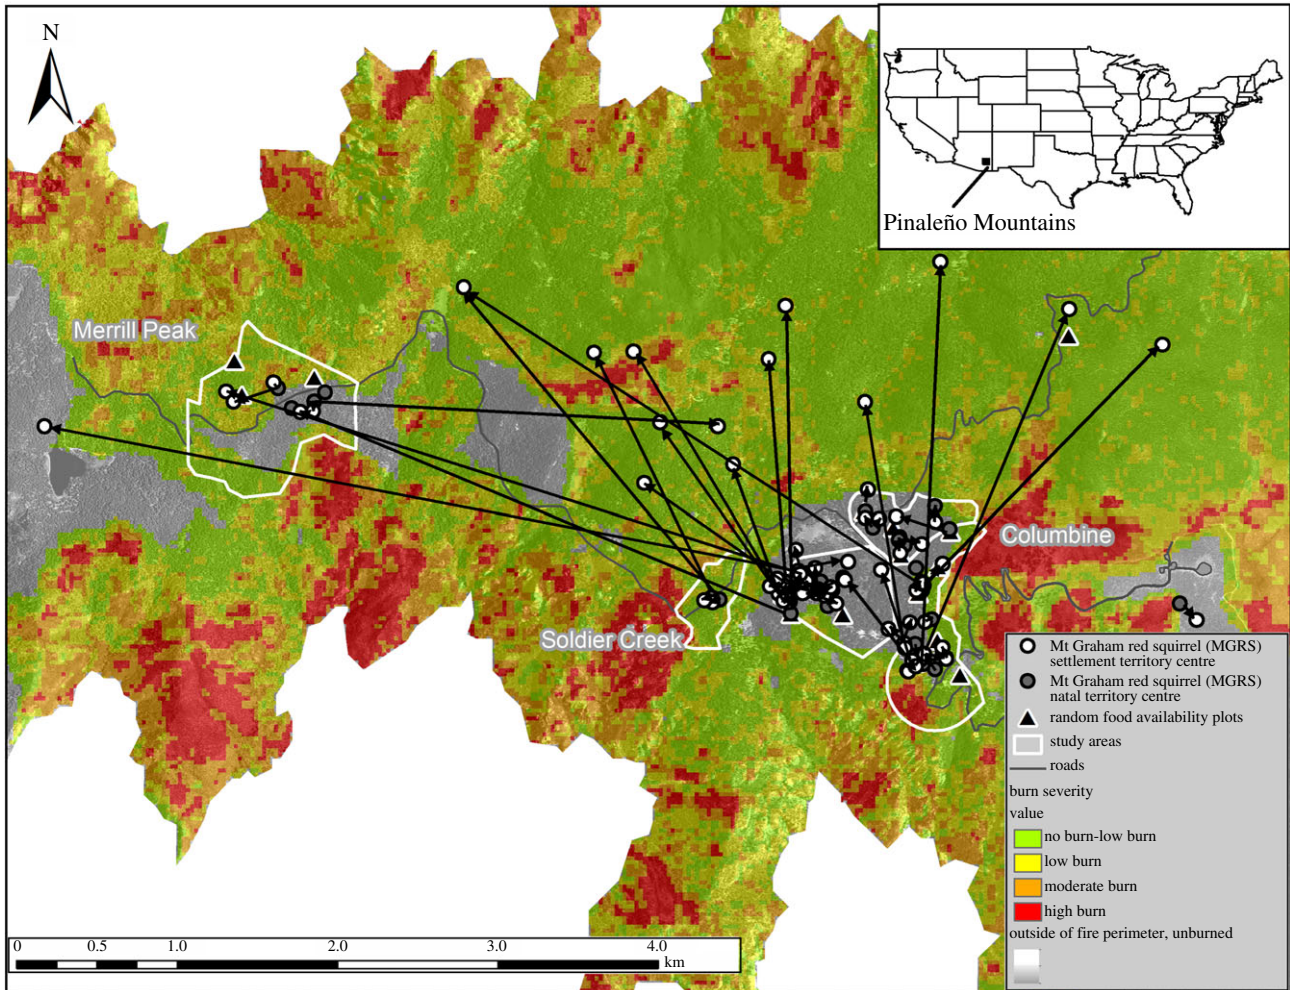 N
Pinaleño Mountains
Merrill Peak
Columbine
Soldier Creek
Mt Graham red squirrel (MGRS)
settlement territory centre
Mt Graham red squirrel (MGRS)
natal territory centre
random food availability plots
study areas
roads
burn severity
value
no burn-low burn
low burn
moderate burn
high burn
outside of fire perimeter, unburned
0 0.5 1.0 2.0 3.0 4.0
km